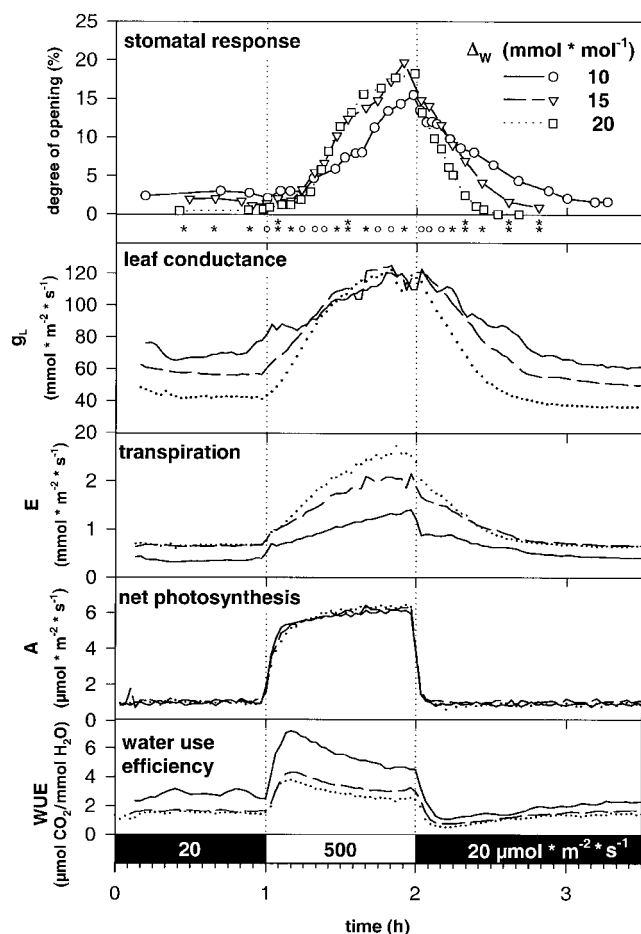 stomatal response
ΔW (mmol * mol-1)
10
15
20
degree of opening (%)
25
20
15
10
5
0
leaf conductance
gL
(mmol * m-2 * s-1)
120
100
80
60
40
20
transpiration
E
(mmol * m-2 * s-1)
2
1
0
net photosynthesis
A
(µmol * m-2 * s-1)
6
4
2
0
water use
efficiency
WUE
(µmol CO2/mmol H2O)
6
4
2
0
20
500
20 µmol * m-2 * s-1
0
1
2
3
time (h)